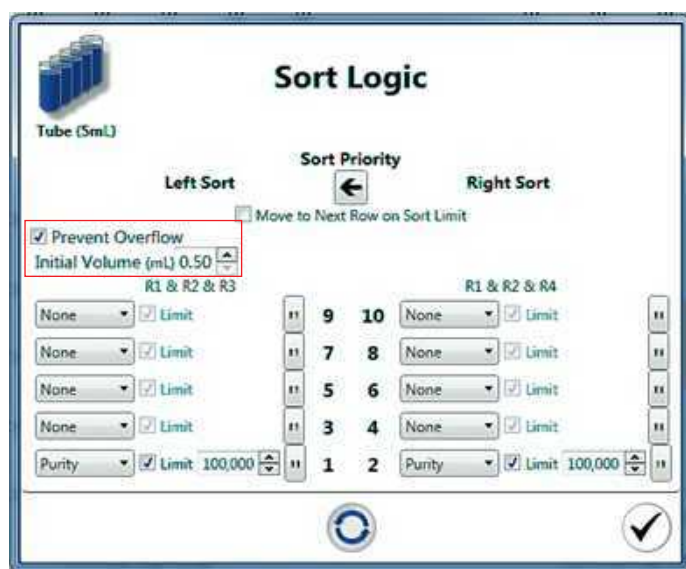 Sort Logic
Tube (5mL)
Sort Priority
Left Sort
Right Sort
Move to Next Row on Sort Limit
Prevent Overflow
Initial Volume (mL) 0.50
R1 & R2 & R3
R1 & R2 & R4
None Limit 9 10 None Limit
None Limit 7 8 None Limit
None Limit 5 6 None Limit
None Limit 3 4 None Limit
Purity Limit 100,000 1 2 Purity Limit 100,000